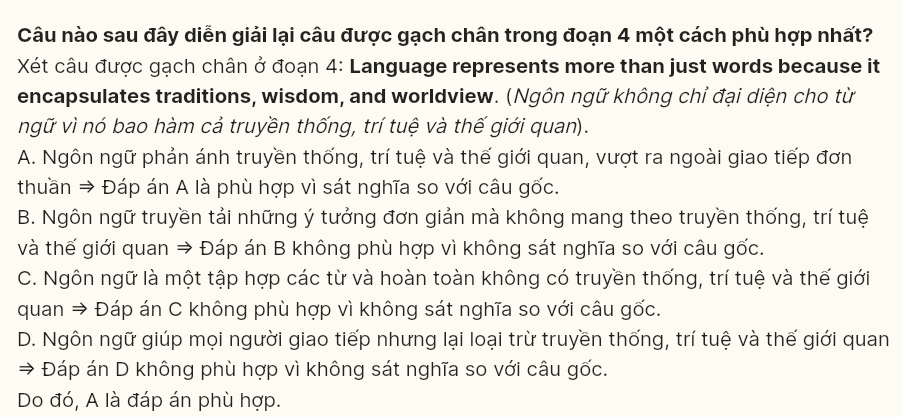 Câu nào sau đây diễn giải lại câu được gạch chân trong đoạn 4 một cách phù hợp nhất?
Xét câu được gạch chân ở đoạn 4: Language represents more than just words because it
encapsulates traditions, wisdom, and worldview. (Ngôn ngữ không chỉ đại diện cho từ
ngữ vì nó bao hàm cả truyền thống, trí tuệ và thế giới quan).
A. Ngôn ngữ phản ánh truyền thống, trí tuệ và thế giới quan, vượt ra ngoài giao tiếp đơn
thuần ⇒ Đáp án A là phù hợp vì sát nghĩa so với câu gốc.
B. Ngôn ngữ truyền tải những ý tưởng đơn giản mà không mang theo truyền thống, trí tuệ
và thế giới quan ⇒ Đáp án B không phù hợp vì không sát nghĩa so với câu gốc.
C. Ngôn ngữ là một tập hợp các từ và hoàn toàn không có truyền thống, trí tuệ và thế giới
quan ⇒ Đáp án C không phù hợp vì không sát nghĩa so với câu gốc.
D. Ngôn ngữ giúp mọi người giao tiếp nhưng lại loại trừ truyền thống, trí tuệ và thế giới quan
⇒ Đáp án D không phù hợp vì không sát nghĩa so với câu gốc.
Do đó, A là đáp án phù hợp.